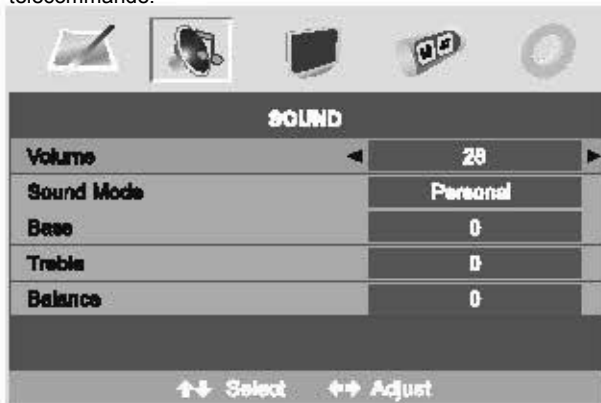 télécommande.
SOUND
Volume ◄ 28 ►
Sound Mode Personal
Base 0
Treble 0
Balance 0
Select Adjust